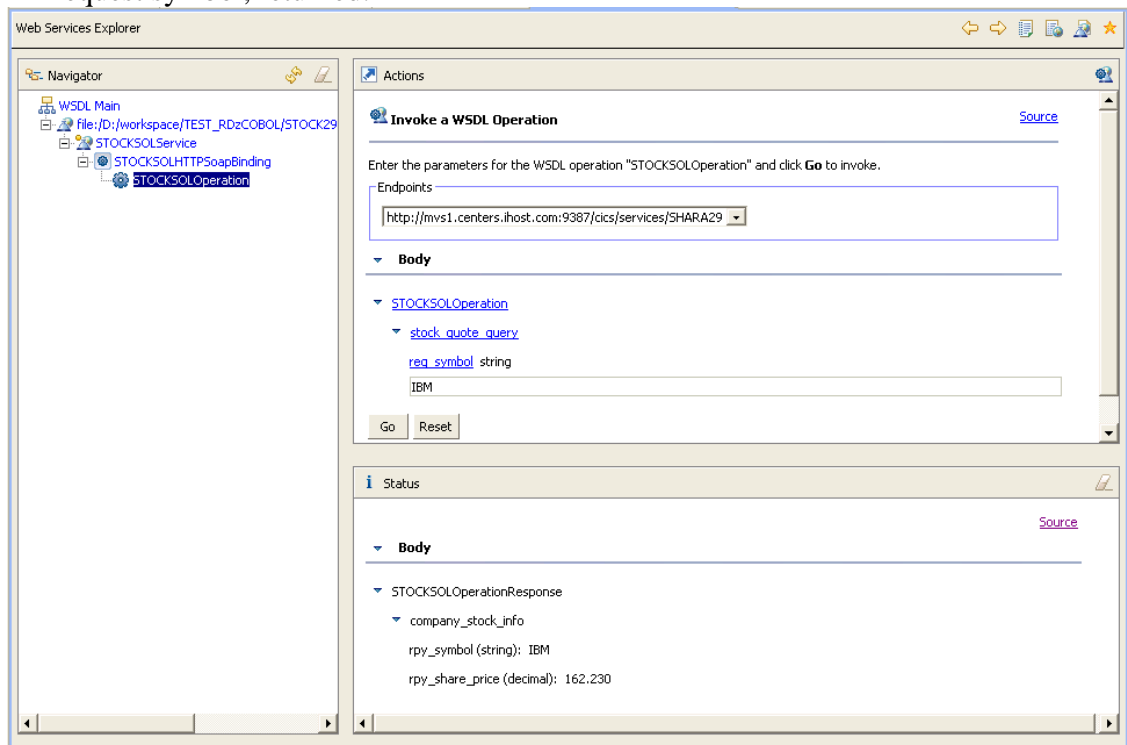 Web Services Explorer
Navigator
WSDL Main
file:/D:/workspace/TEST_RDzCOBOL/STOCK29
STOCKSOLService
STOCKSOLHTTPSoapBinding
STOCKSOLOperation
Actions
Invoke a WSDL Operation
Source
Enter the parameters for the WSDL operation "STOCKSOLOperation" and click Go to invoke.
Endpoints
http://mvs1.centers.ihost.com:9387/cics/services/SHARA29
Body
STOCKSOLOperation
stock_quote_query
req_symbol string
IBM
Go Reset
i Status
Source
Body
STOCKSOLOperationResponse
company_stock_info
rpy_symbol (string): IBM
rpy_share_price (decimal): 162.230